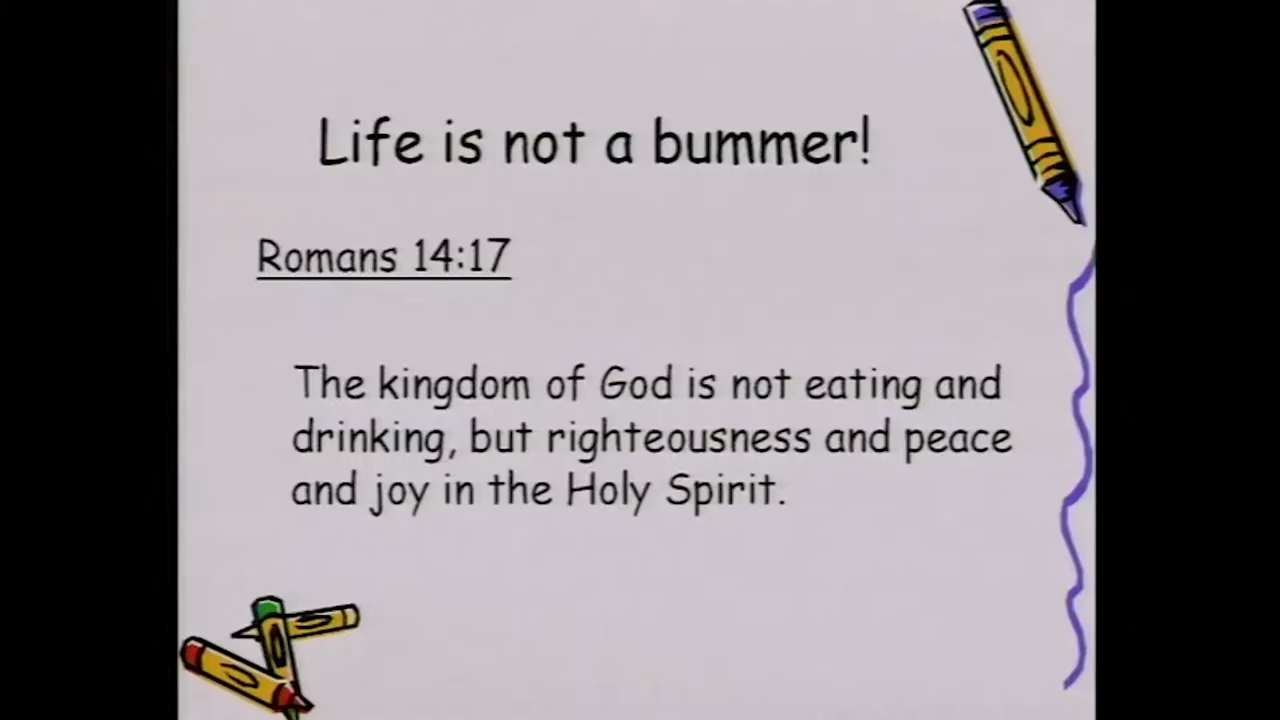 Life is not a bummer!
Romans 14:17
The kingdom of God is not eating and
drinking, but righteousness and peace
and joy in the Holy Spirit.